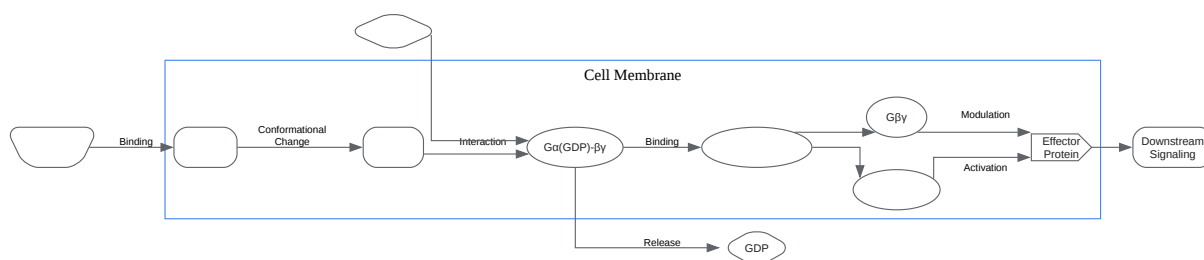 Cell Membrane
Binding
Conformational
Change
Interaction
Gα(GDP)-βγ
Binding
Gβγ
Modulation
Activation
Effector
Protein
Downstream
Signaling
Release
GDP